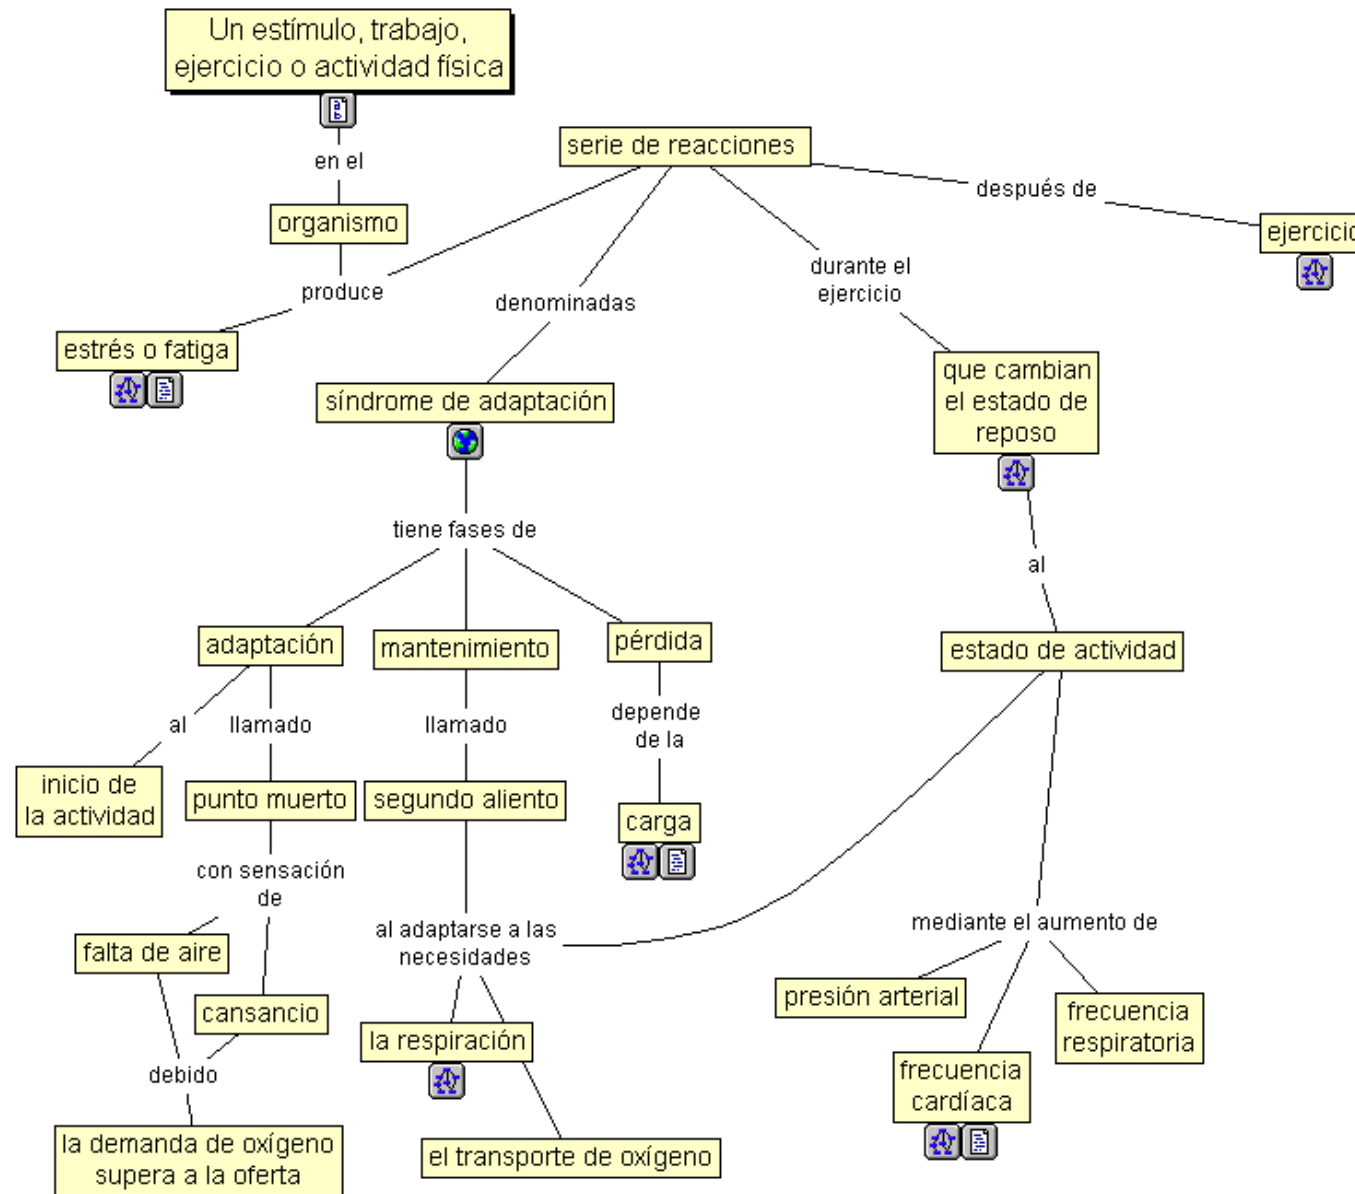 Un estímulo, trabajo,
ejercicio o actividad física
en el
organismo
produce
estrés o fatiga
serie de reacciones
denominadas
síndrome de adaptación
durante el
ejercicio
que cambian
el estado de
reposo
después de
ejercicio
tiene fases de
al
adaptación
mantenimiento
pérdida
estado de actividad
al
llamado
llamado
depende
de la
inicio de
la actividad
punto muerto
segundo aliento
carga
con sensación
de
falta de aire
cansancio
debido
la demanda de oxígeno
supera a la oferta
al adaptarse a las
necesidades
la respiración
el transporte de oxígeno
mediante el aumento de
presión arterial
frecuencia
cardíaca
frecuencia
respiratoria